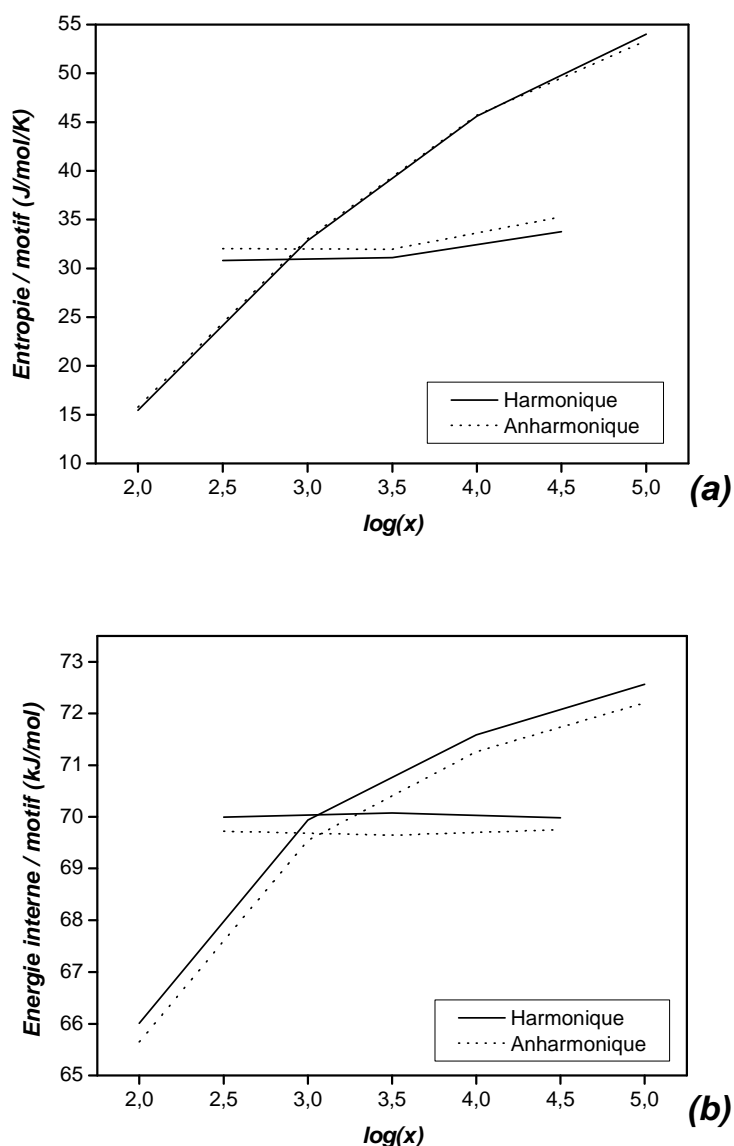 55
50
45
40
35
30
25
20
15
10
Entropie / motif (J/mol/K)
Harmonique
Anharmonique
2,0 2,5 3,0 3,5 4,0 4,5 5,0
log(x)
(a)
73
72
71
70
69
68
67
66
65
Energie interne / motif (kJ/mol)
Harmonique
Anharmonique
2,0 2,5 3,0 3,5 4,0 4,5 5,0
log(x)
(b)